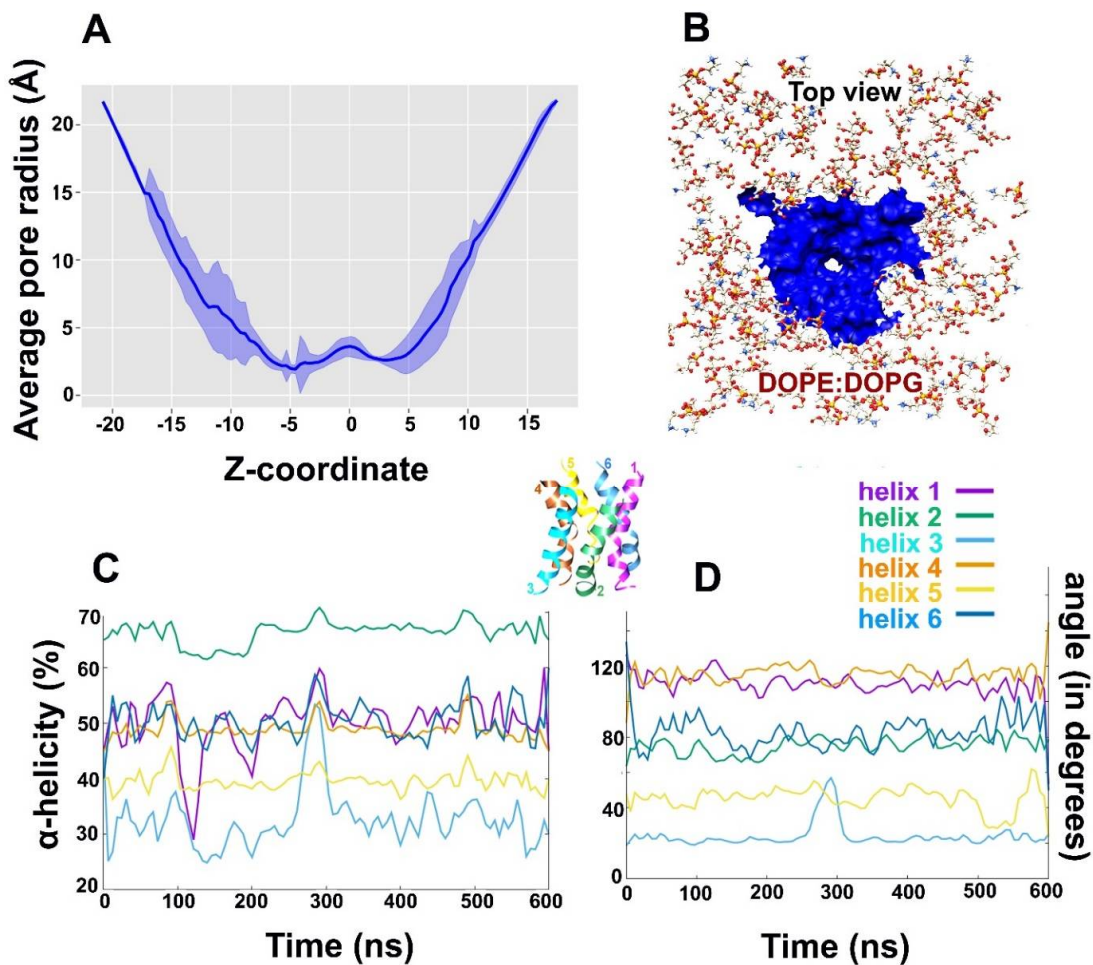 A
Average pore radius (Å)
20
15
10
5
0
-20 -15 -10 -5 0 5 10 15
Z-coordinate
B
Top view
DOPE:DOPG
5 6 1
4
3 2
helix 1
helix 2
helix 3
helix 4
helix 5
helix 6
C
α-helicity (%)
70
60
50
40
30
20
0 100 200 300 400 500 600
Time (ns)
D
angle (in degrees)
120
80
40
0
0 100 200 300 400 500 600
Time (ns)